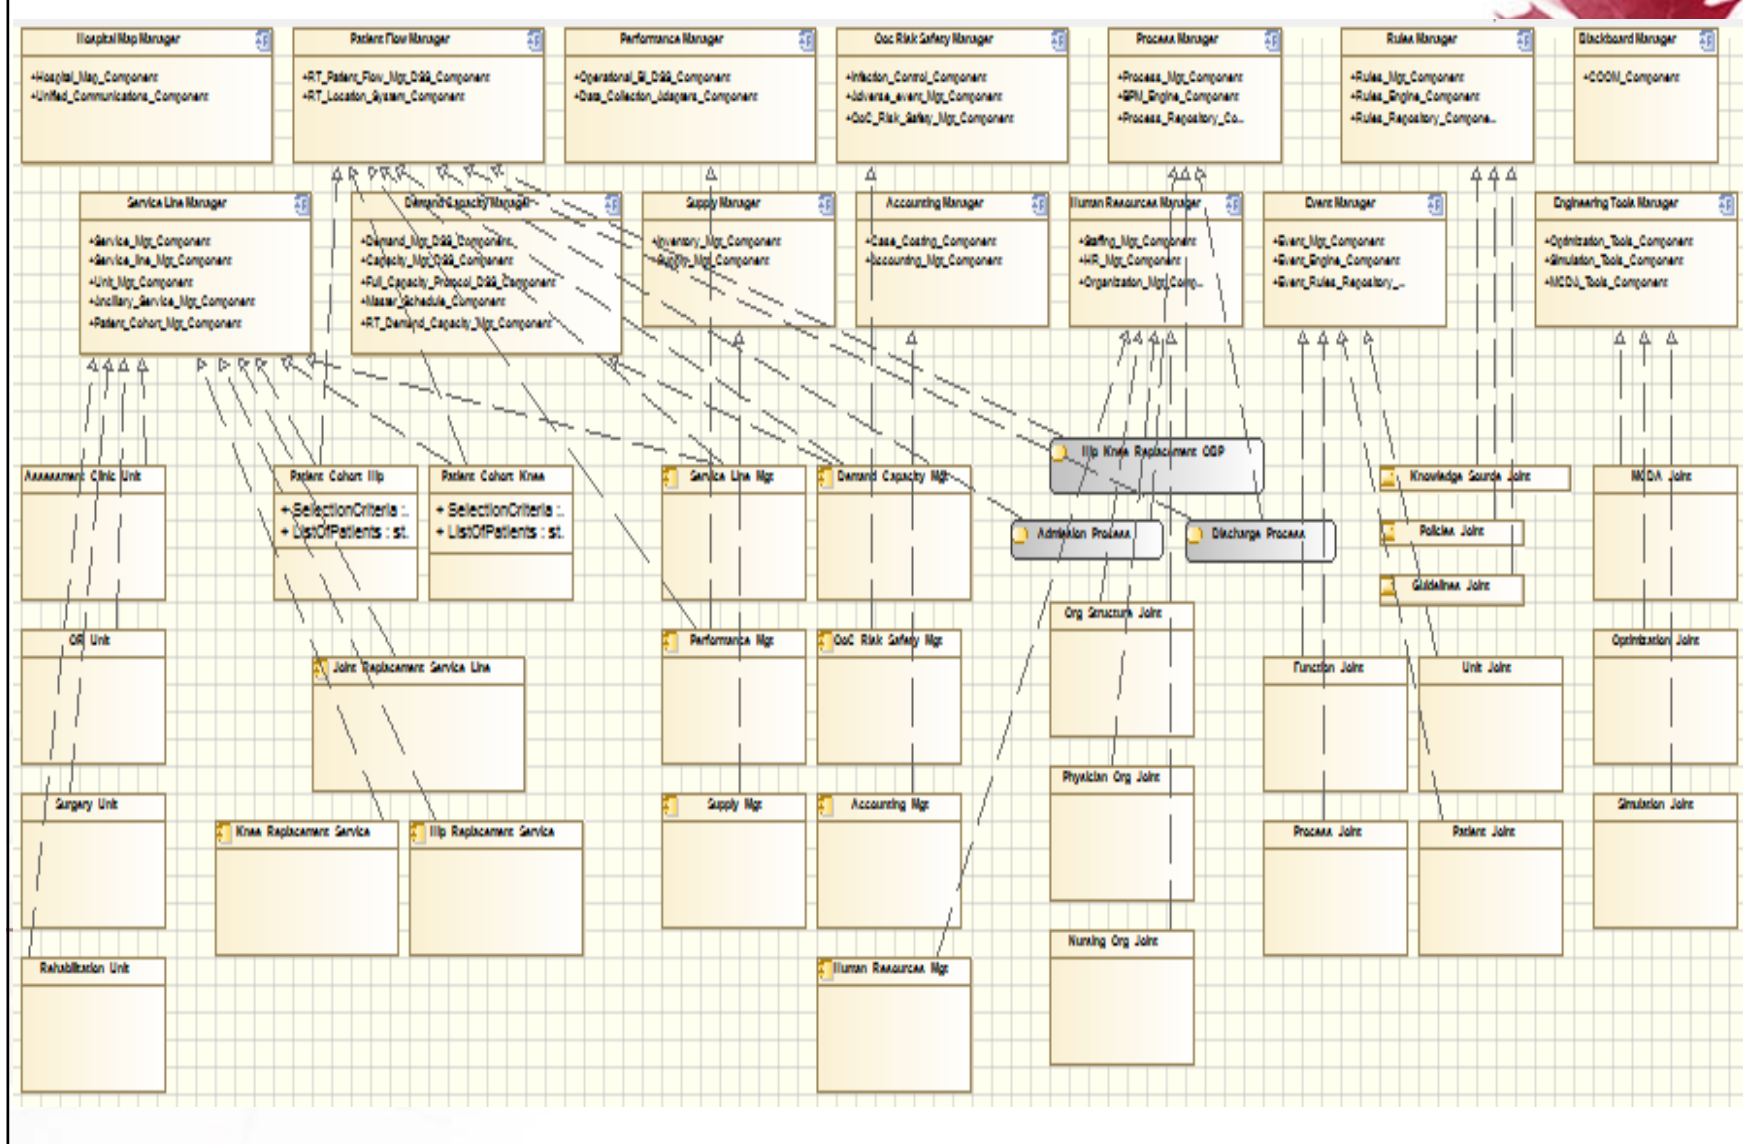 Hospital Map Manager
+Hospital_Map_Component
+Unified_Communications_Component
Patient Flow Manager
+RT_Patient_Flow_Mgt_DSS_Component
+RT_Location_System_Component
Performance Manager
+Operational_BI_DSS_Component
+Data_Collection_Adapters_Component
QoC Risk Safety Manager
+Infection_Control_Component
+Adverse_event_Mgt_Component
+QoC_Risk_Safety_Mgt_Component
Process Manager
+Process_Mgt_Component
+BPM_Engine_Component
+Process_Repository_Co...
Rules Manager
+Rules_Mgt_Component
+Rules_Engine_Component
+Rules_Repository_Compone...
Blackboard Manager
+COOM_Component
Service Line Manager
+Service_Mgt_Component
+Service_line_Mgt_Component
+Unit_Mgt_Component
+Ancillary_Service_Mgt_Component
+Patient_Cohort_Mgt_Component
Demand Capacity Manager
+Demand_Mgt_DSS_Component
+Capacity_Mgt_DSS_Component
+Full_Capacity_Protocol_DSS_Component
+Master_Schedule_Component
+RT_Demand_Capacity_Mgt_Component
Supply Manager
+Inventory_Mgt_Component
+Supply_Mgt_Component
Accounting Manager
+Case_Costing_Component
+Accounting_Mgt_Component
Human Resources Manager
+Staffing_Mgt_Component
+HR_Mgt_Component
+Organization_Mgt_Comp...
Event Manager
+Event_Mgt_Component
+Event_Engine_Component
+Event_Rules_Repository_...
Engineering Tools Manager
+Optimization_Tools_Component
+Simulation_Tools_Component
+MCDA_Tools_Component
Hip Knee Replacement OGP
Assessment Clinic Unit
Patient Cohort Hip
+ SelectionCriteria :.
+ ListOfPatients : st.
Patient Cohort Knee
+ SelectionCriteria :.
+ ListOfPatients : st.
Service Line Mgt
Demand Capacity Mgt
Knowledge Source Joint
MCDA Joint
Admission Process
Discharge Process
Policies Joint
Guidelines Joint
Org Structure Joint
OR Unit
Joint Replacement Service Line
Performance Mgt
QoC Risk Safety Mgt
Function Joint
Unit Joint
Optimization Joint
Physician Org Joint
Surgery Unit
Knee Replacement Service
Hip Replacement Service
Supply Mgt
Accounting Mgt
Process Joint
Patient Joint
Simulation Joint
Nursing Org Joint
Rehabilitation Unit
Human Resources Mgt